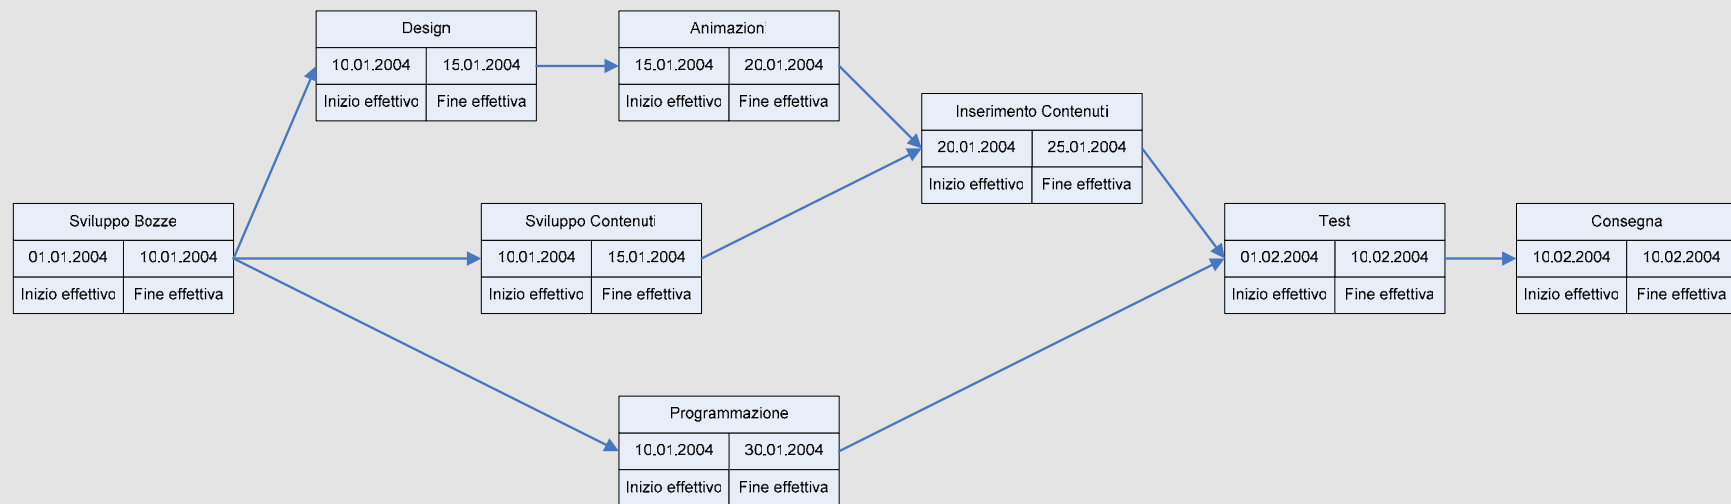 Design
10.01.2004 15.01.2004
Inizio effettivo Fine effettiva
Animazioni
15.01.2004 20.01.2004
Inizio effettivo Fine effettiva
Inserimento Contenuti
20.01.2004 25.01.2004
Inizio effettivo Fine effettiva
Sviluppo Bozze
01.01.2004 10.01.2004
Inizio effettivo Fine effettiva
Sviluppo Contenuti
10.01.2004 15.01.2004
Inizio effettivo Fine effettiva
Test
01.02.2004 10.02.2004
Inizio effettivo Fine effettiva
Consegna
10.02.2004 10.02.2004
Inizio effettivo Fine effettiva
Programmazione
10.01.2004 30.01.2004
Inizio effettivo Fine effettiva